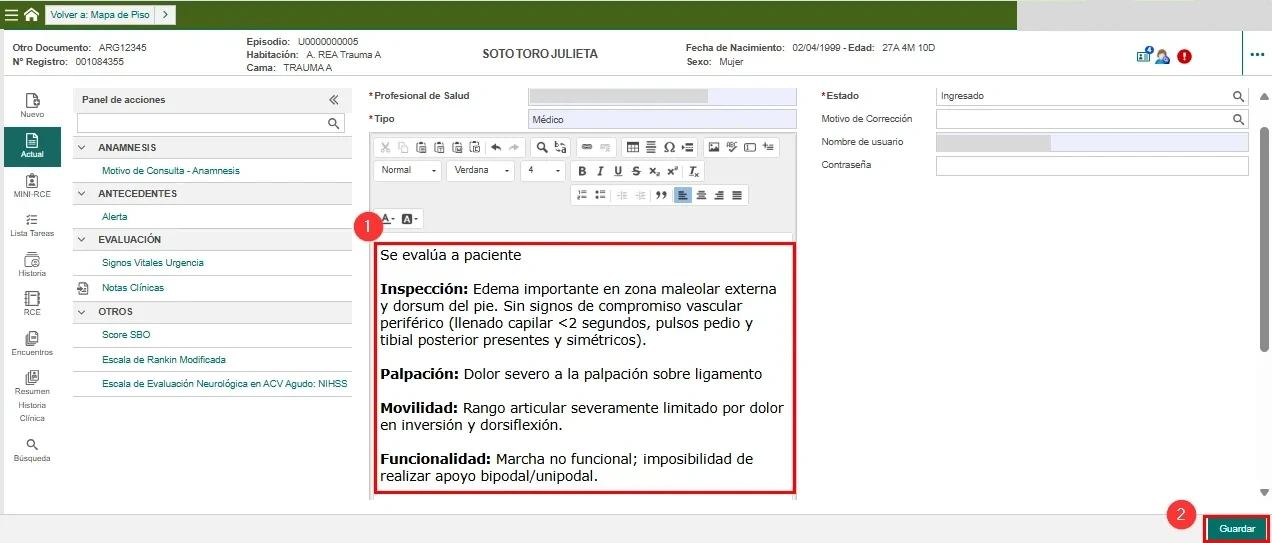 Volver a: Mapa de Piso
Otro Documento: ARG12345
Nº Registro: 001084355
Episodio: U0000000005
Habitación: A. REA Trauma A
Cama: TRAUMA A
SOTO TORO JULIETA
Fecha de Nacimiento: 02/04/1999 - Edad: 27A 4M 10D
Sexo: Mujer
4
Nuevo
Actual
MINI-RCE
Lista Tareas
Historia
RCE
Encuentros
Resumen
Historia
Clínica
Búsqueda
Panel de acciones
ANAMNESIS
Motivo de Consulta - Anamnesis
ANTECEDENTES
Alerta
EVALUACIÓN
Signos Vitales Urgencia
Notas Clínicas
OTROS
Score SBO
Escala de Rankin Modificada
Escala de Evaluación Neurológica en ACV Agudo: NIHSS
*Profesional de Salud
*Tipo
Médico
Normal
Verdana
4
B I U S x₂ x² Tx
A A
1
Se evalúa a paciente
Inspección: Edema importante en zona maleolar externa
y dorsum del pie. Sin signos de compromiso vascular
periférico (llenado capilar <2 segundos, pulsos pedio y
tibial posterior presentes y simétricos).
Palpación: Dolor severo a la palpación sobre ligamento
Movilidad: Rango articular severamente limitado por dolor
en inversión y dorsiflexión.
Funcionalidad: Marcha no funcional; imposibilidad de
realizar apoyo bipodal/unipodal.
*Estado
Ingresado
Motivo de Corrección
Nombre de usuario
Contraseña
2
Guardar